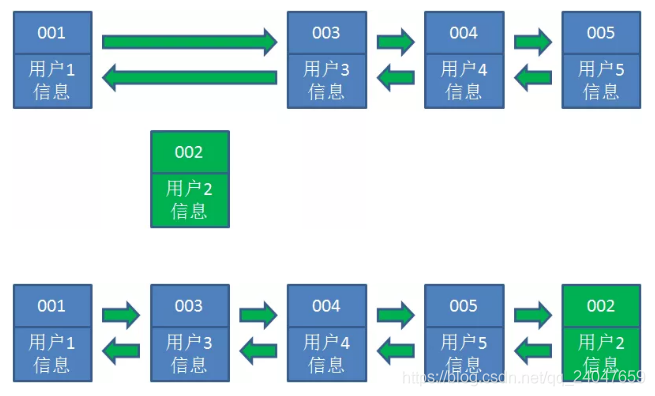 001
用户1
信息
003
用户3
信息
004
用户4
信息
005
用户5
信息
002
用户2
信息
001
用户1
信息
003
用户3
信息
004
用户4
信息
005
用户5
信息
002
用户2
信息
https://blog.csdn.net/qq_24047659